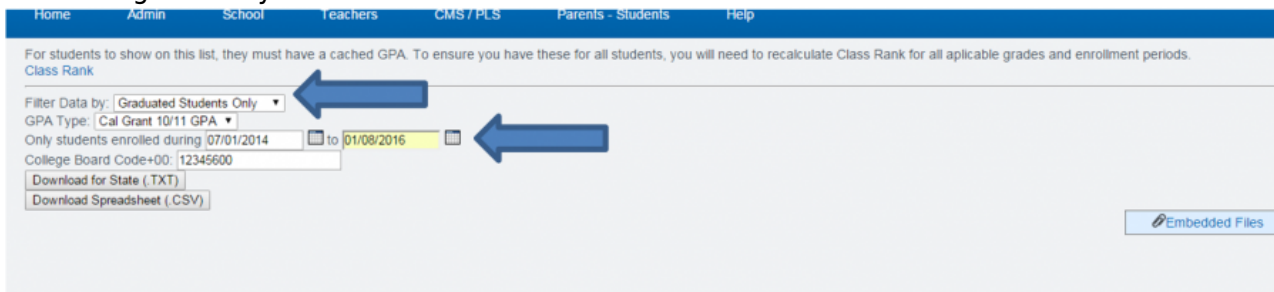 Home Admin School Teachers CMS / PLS Parents - Students Help
For students to show on this list, they must have a cached GPA. To ensure you have these for all students, you will need to recalculate Class Rank for all aplicable grades and enrollment periods.
Class Rank
Filter Data by: Graduated Students Only
GPA Type: Cal Grant 10/11 GPA
Only students enrolled during 07/01/2014 to 01/08/2016
College Board Code+00: 12345600
Download for State (.TXT)
Download Spreadsheet (.CSV)
Embedded Files